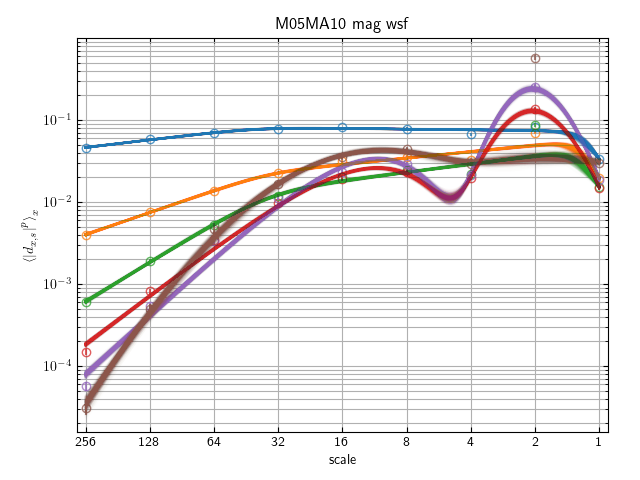 M05MA10 mag wsf
⟨|d_{x,s}|^p⟩_x
10^{-1}
10^{-2}
10^{-3}
10^{-4}
256 128 64 32 16 8 4 2 1
scale